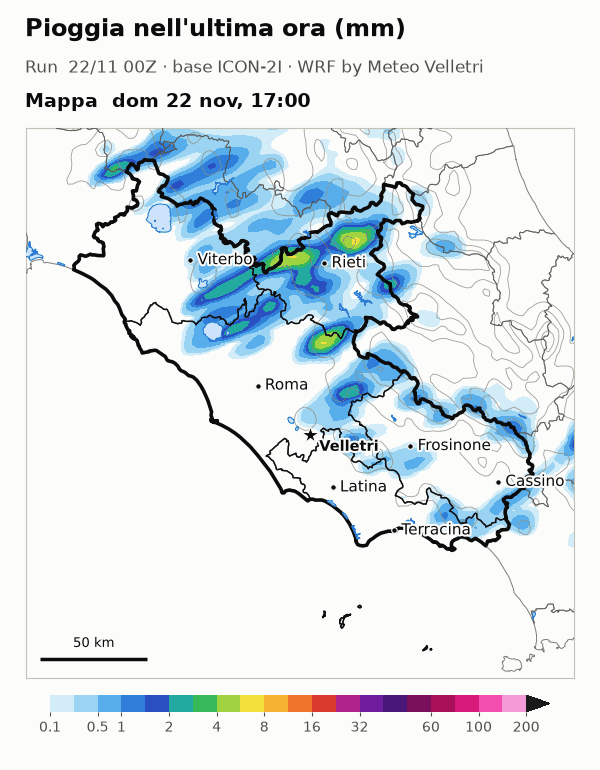 Pioggia nell'ultima ora (mm)
Run 22/11 00Z · base ICON-2I · WRF by Meteo Velletri
Mappa dom 22 nov, 17:00
Viterbo
Rieti
Roma
Velletri
Frosinone
Latina
Cassino
Terracina
50 km
0.1 0.5 1 2 4 8 16 32 60 100 200